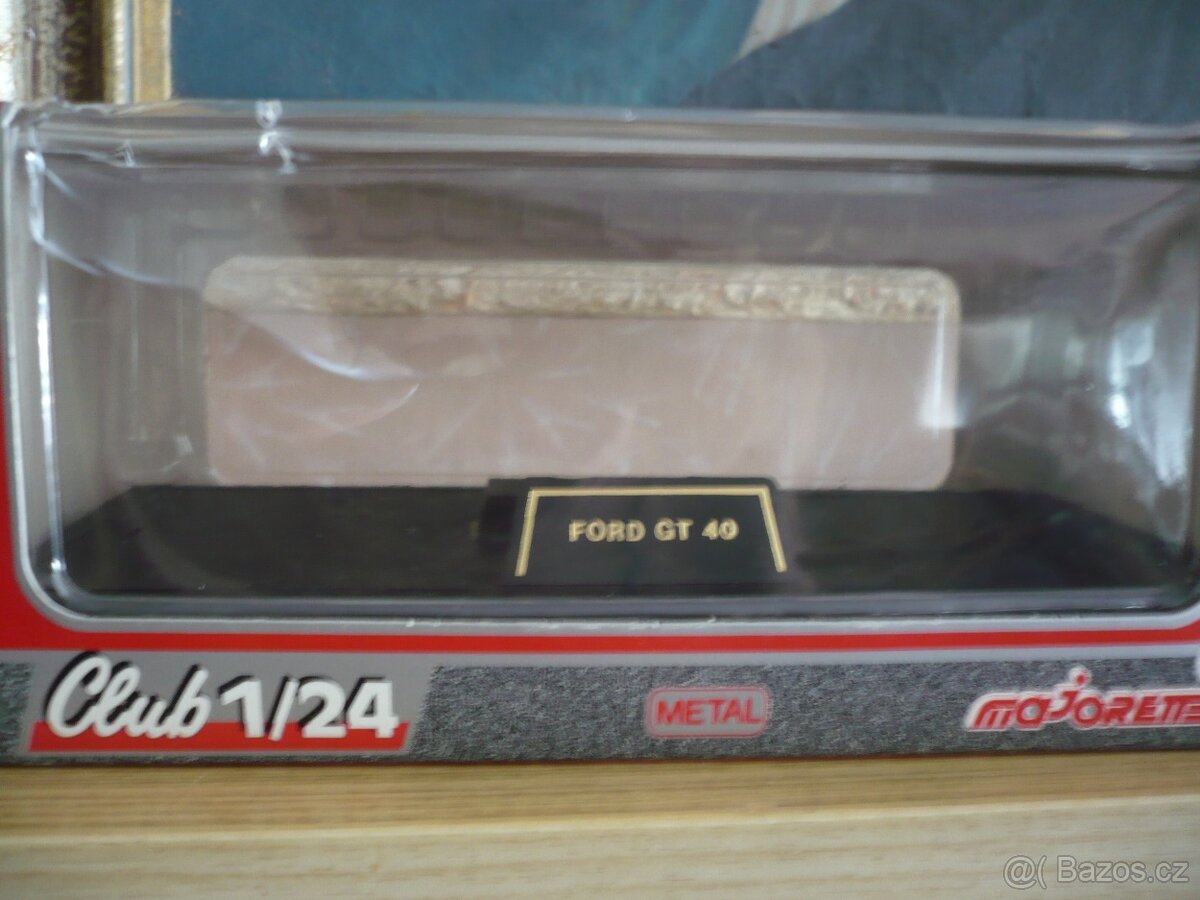 FORD GT 40
Club 1/24
METAL
majorette
@( Bazos.cz